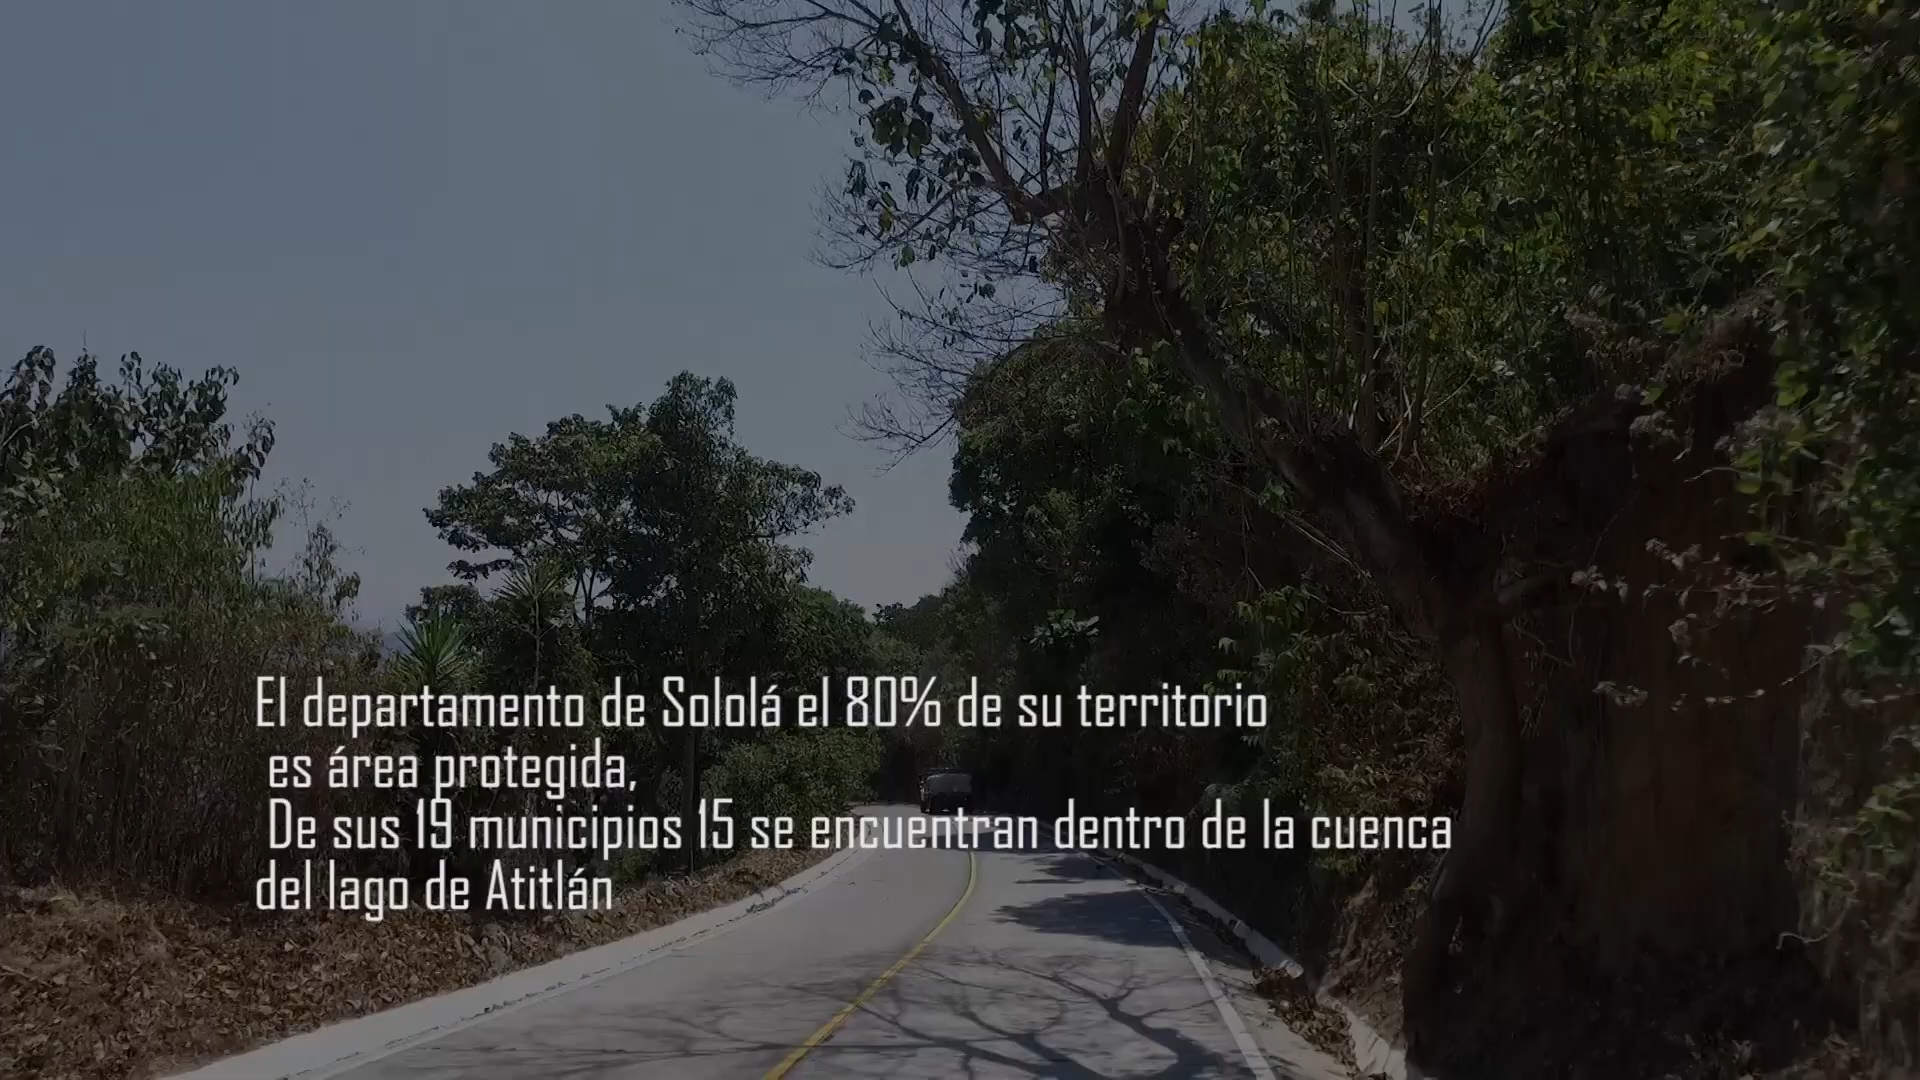 El departamento de Sololá el 80% de su territorio
es área protegida,
De sus 19 municipios 15 se encuentran dentro de la cuenca
del lago de Atitlán